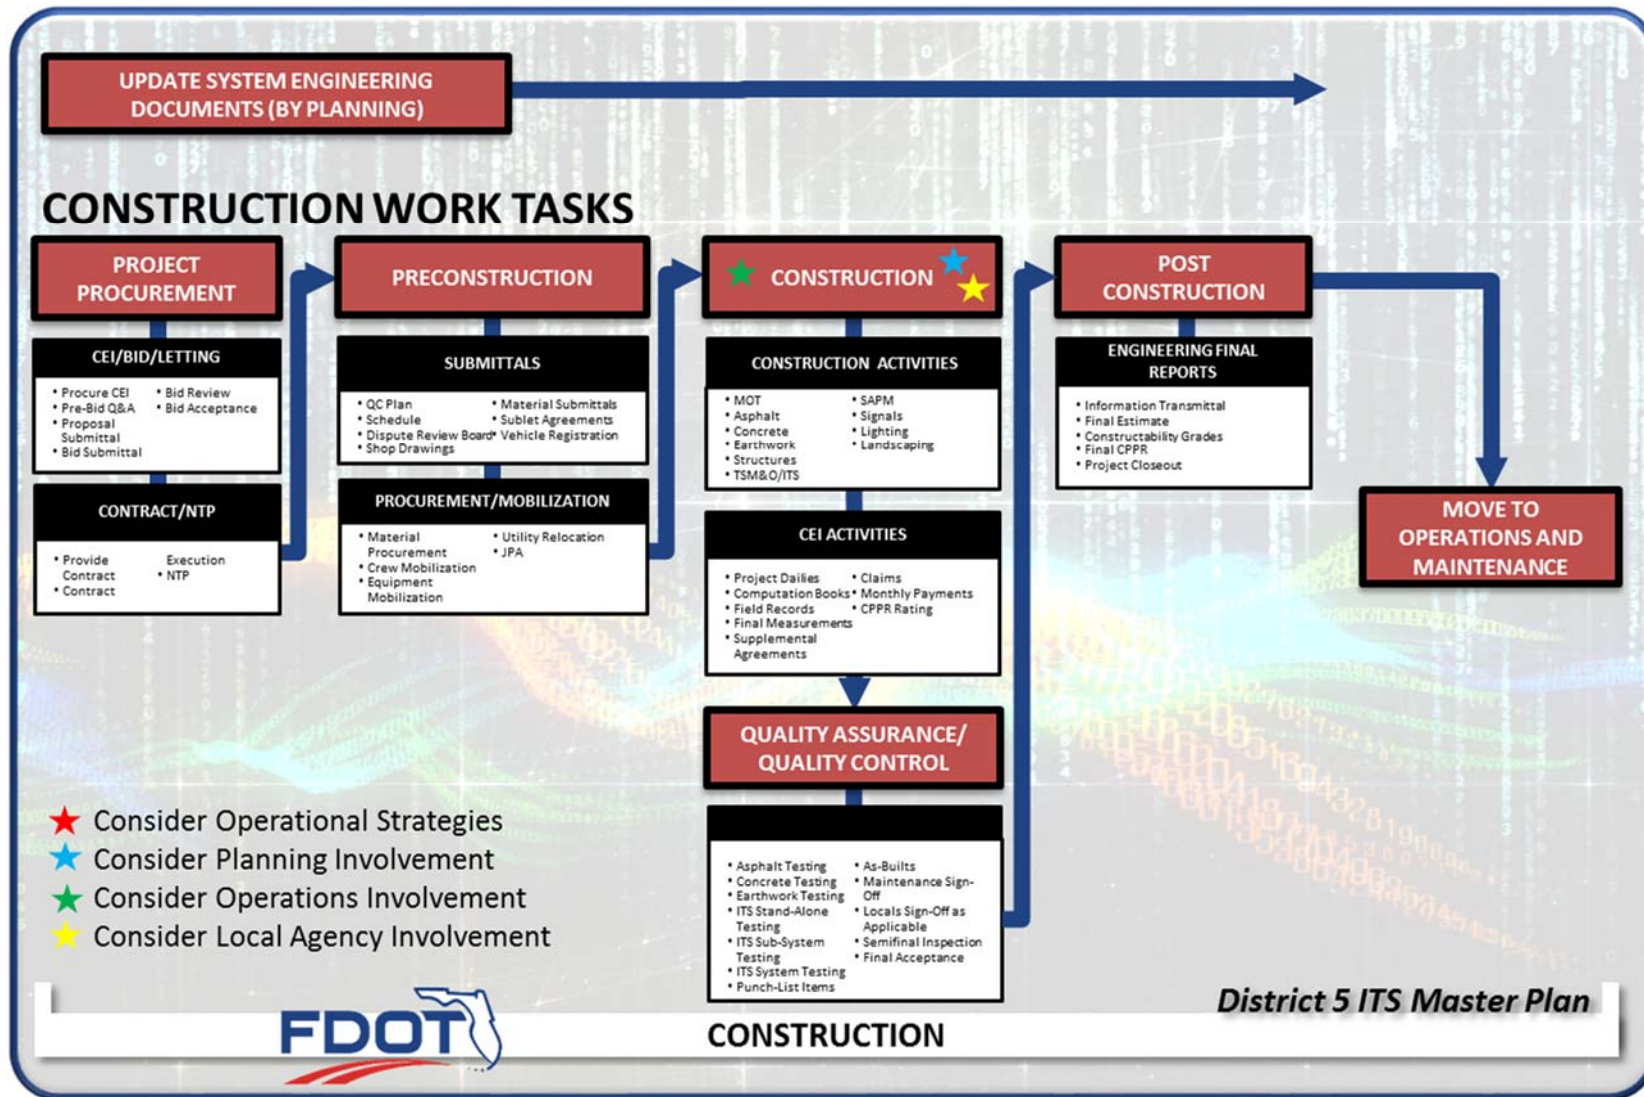 UPDATE SYSTEM ENGINEERING
DOCUMENTS (BY PLANNING)
CONSTRUCTION WORK TASKS
PROJECT
PROCUREMENT
CEI/BID/LETTING
• Procure CEI
• Pre-Bid Q&A
• Proposal
Submittal
• Bid Submittal
• Bid Review
• Bid Acceptance
CONTRACT/NTP
• Provide
Contract
• Contract
Execution
• NTP
PRECONSTRUCTION
SUBMITTALS
• QC Plan
• Schedule
• Dispute Review Board
• Shop Drawings
• Material Submittals
• Sublet Agreements
• Vehicle Registration
PROCUREMENT/MOBILIZATION
• Material
Procurement
• Crew Mobilization
• Equipment
Mobilization
• Utility Relocation
• JPA
CONSTRUCTION
CONSTRUCTION ACTIVITIES
• MOT
• Asphalt
• Concrete
• Earthwork
• Structures
• TSM&O/ITS
• SAPM
• Signals
• Lighting
• Landscaping
CEI ACTIVITIES
• Project Dailies
• Computation Books
• Field Records
• Final Measurements
• Supplemental
Agreements
• Claims
• Monthly Payments
• CPPR Rating
QUALITY ASSURANCE/
QUALITY CONTROL
• Asphalt Testing
• Concrete Testing
• Earthwork Testing
• ITS Stand-Alone
Testing
• ITS Sub-System
Testing
• ITS System Testing
• Punch-List Items
• As-Builts
• Maintenance Sign-
Off
• Locals Sign-Off as
Applicable
• Semifinal Inspection
• Final Acceptance
POST
CONSTRUCTION
ENGINEERING FINAL
REPORTS
• Information Transmittal
• Final Estimate
• Constructability Grades
• Final CPPR
• Project Closeout
MOVE TO
OPERATIONS AND
MAINTENANCE
Consider Operational Strategies
Consider Planning Involvement
Consider Operations Involvement
Consider Local Agency Involvement
FDOT
CONSTRUCTION
District 5 ITS Master Plan